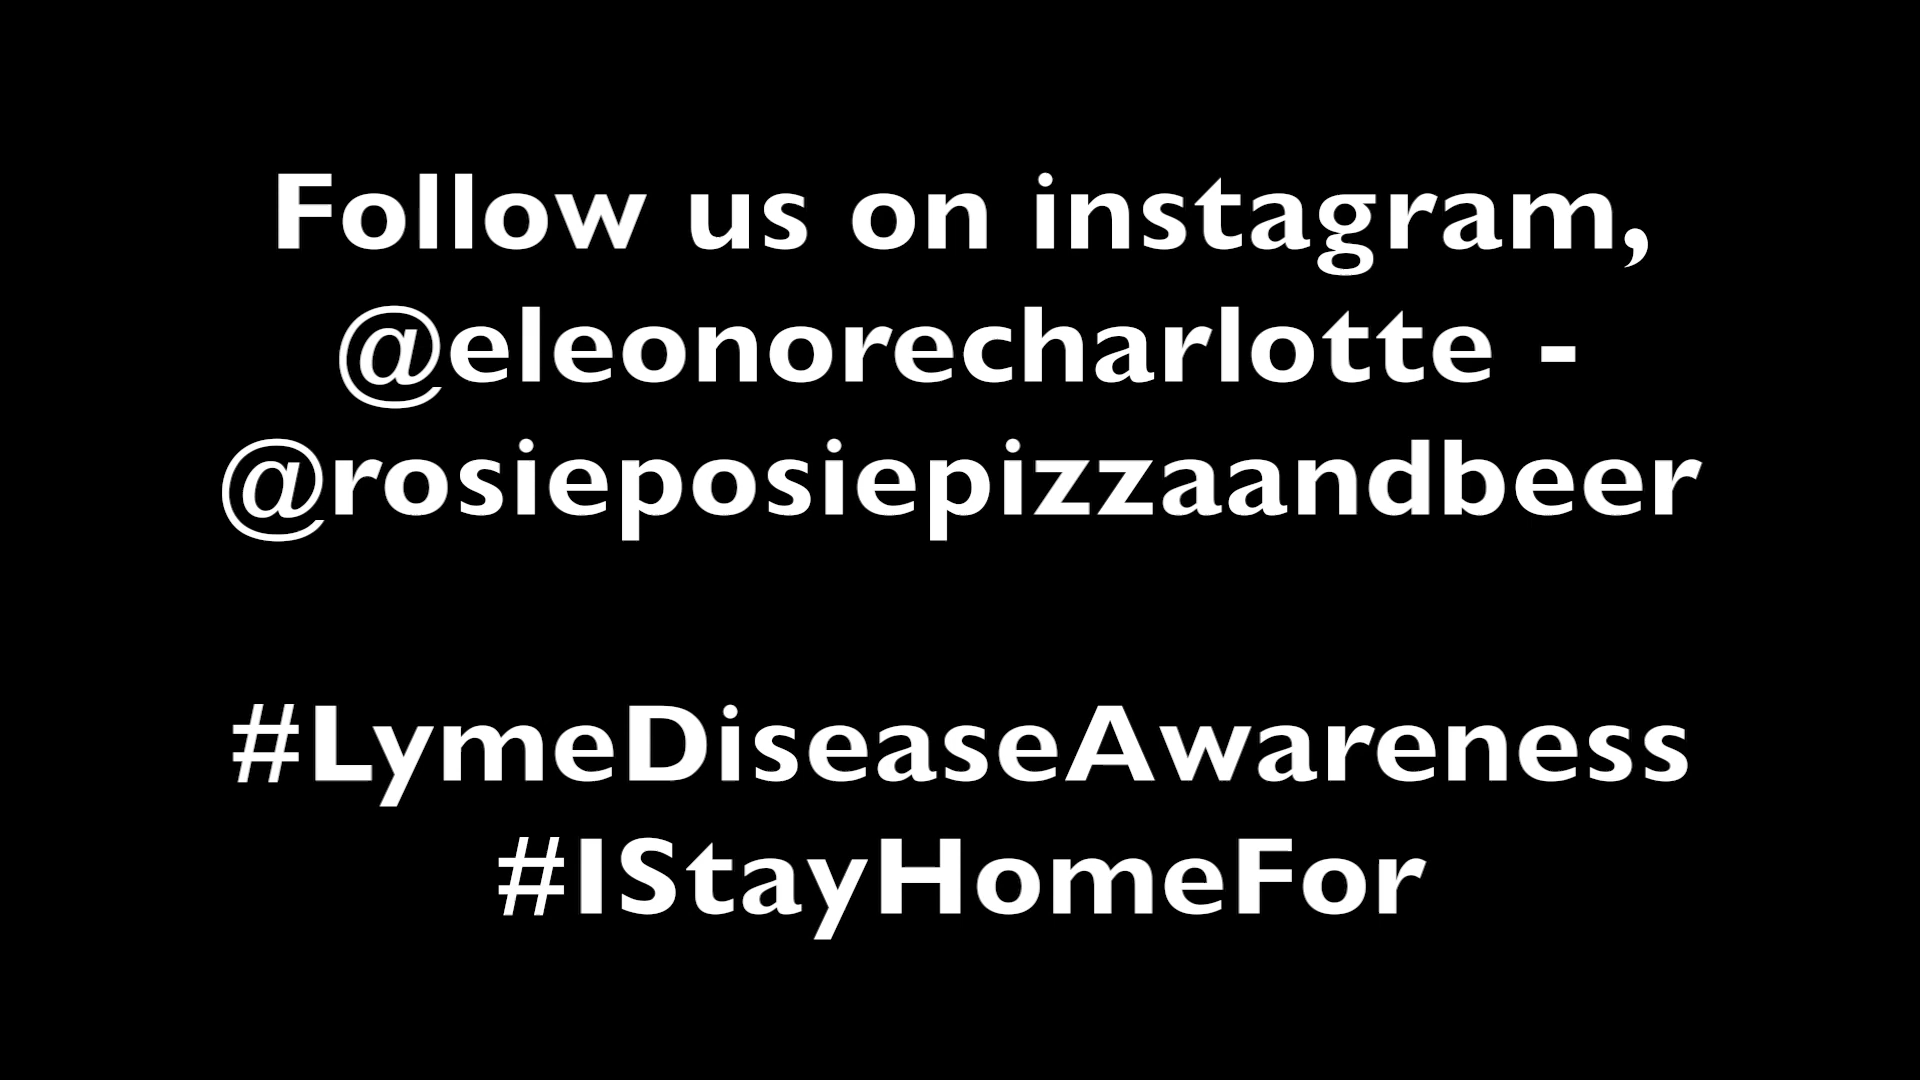 Follow us on instagram,
@eleonorecharlotte -
@rosieposiepizzaandbeer
#LymeDiseaseAwareness
#IStayHomeFor